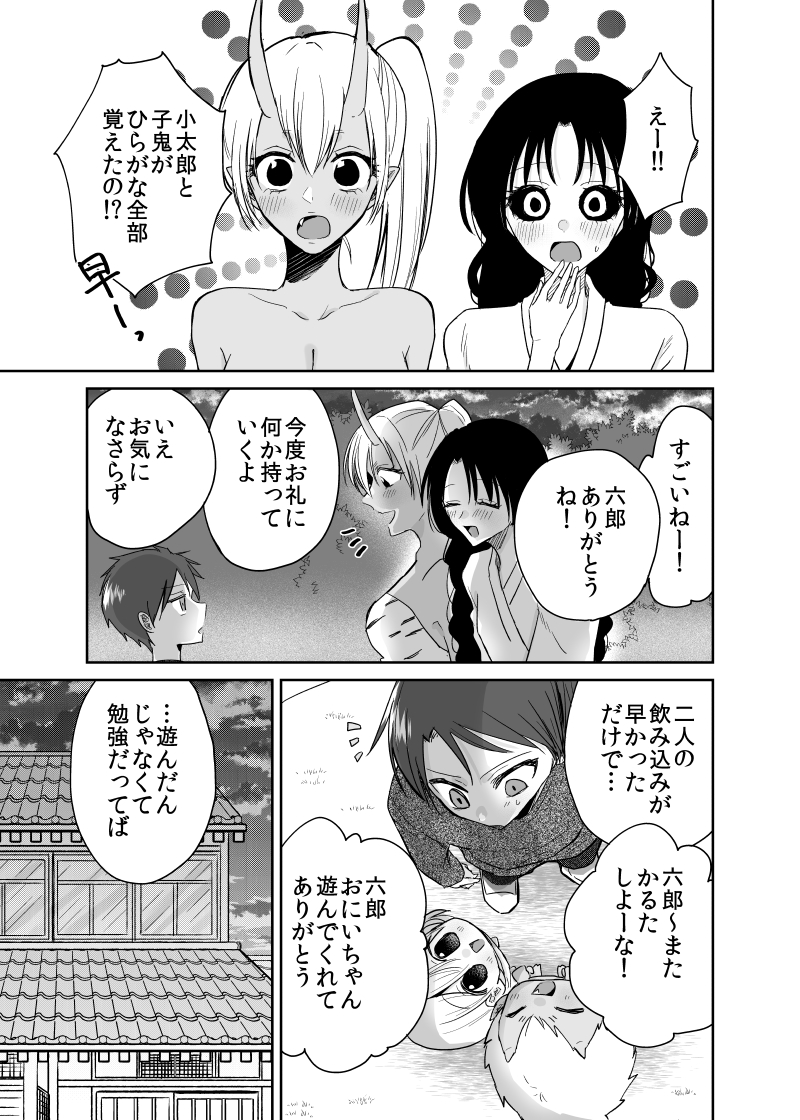 えー!!
小太郎と
子鬼が
ひらがな全部
覚えたの!?
早ーっ
すごいねー!
六郎
ありがとう
ね!
今度お礼に
何か持って
いくよ
いえ
お気に
なさらず
二人の
飲み込みが
早かった
だけで…
六郎〜また
かるた
しよーな!
六郎
おにいちゃん
遊んでくれて
ありがとう
…遊んだん
じゃなくて
勉強だってば